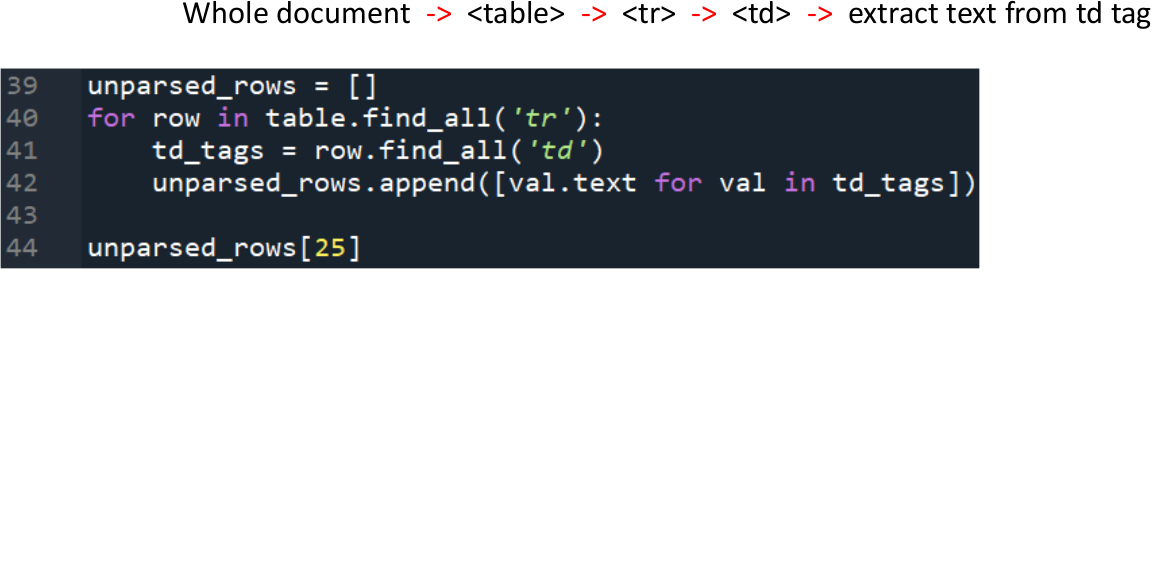 Whole document -> <table> -> <tr> -> <td> -> extract text from td tag
39 unparsed_rows = []
40 for row in table.find_all('tr'):
41     td_tags = row.find_all('td')
42     unparsed_rows.append([val.text for val in td_tags])
43
44 unparsed_rows[25]